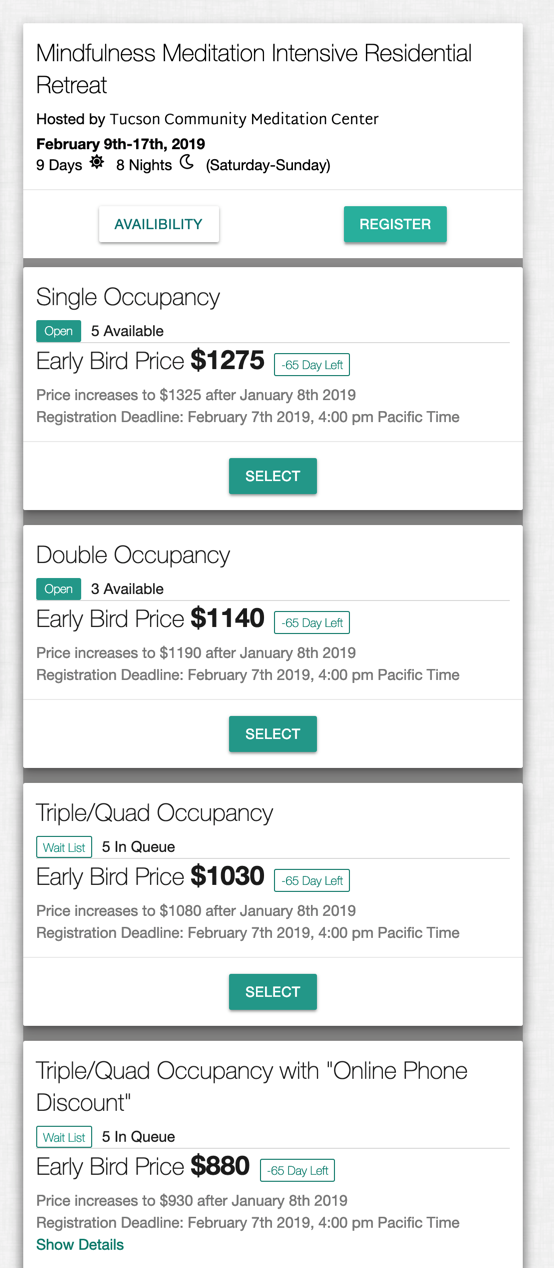 Mindfulness Meditation Intensive Residential
Retreat
Hosted by Tucson Community Meditation Center
February 9th-17th, 2019
9 Days 8 Nights (Saturday-Sunday)
AVAILIBILITY
REGISTER
Single Occupancy
Open 5 Available
Early Bird Price $1275 -65 Day Left
Price increases to $1325 after January 8th 2019
Registration Deadline: February 7th 2019, 4:00 pm Pacific Time
SELECT
Double Occupancy
Open 3 Available
Early Bird Price $1140 -65 Day Left
Price increases to $1190 after January 8th 2019
Registration Deadline: February 7th 2019, 4:00 pm Pacific Time
SELECT
Triple/Quad Occupancy
Wait List 5 In Queue
Early Bird Price $1030 -65 Day Left
Price increases to $1080 after January 8th 2019
Registration Deadline: February 7th 2019, 4:00 pm Pacific Time
SELECT
Triple/Quad Occupancy with "Online Phone
Discount"
Wait List 5 In Queue
Early Bird Price $880 -65 Day Left
Price increases to $930 after January 8th 2019
Registration Deadline: February 7th 2019, 4:00 pm Pacific Time
Show Details